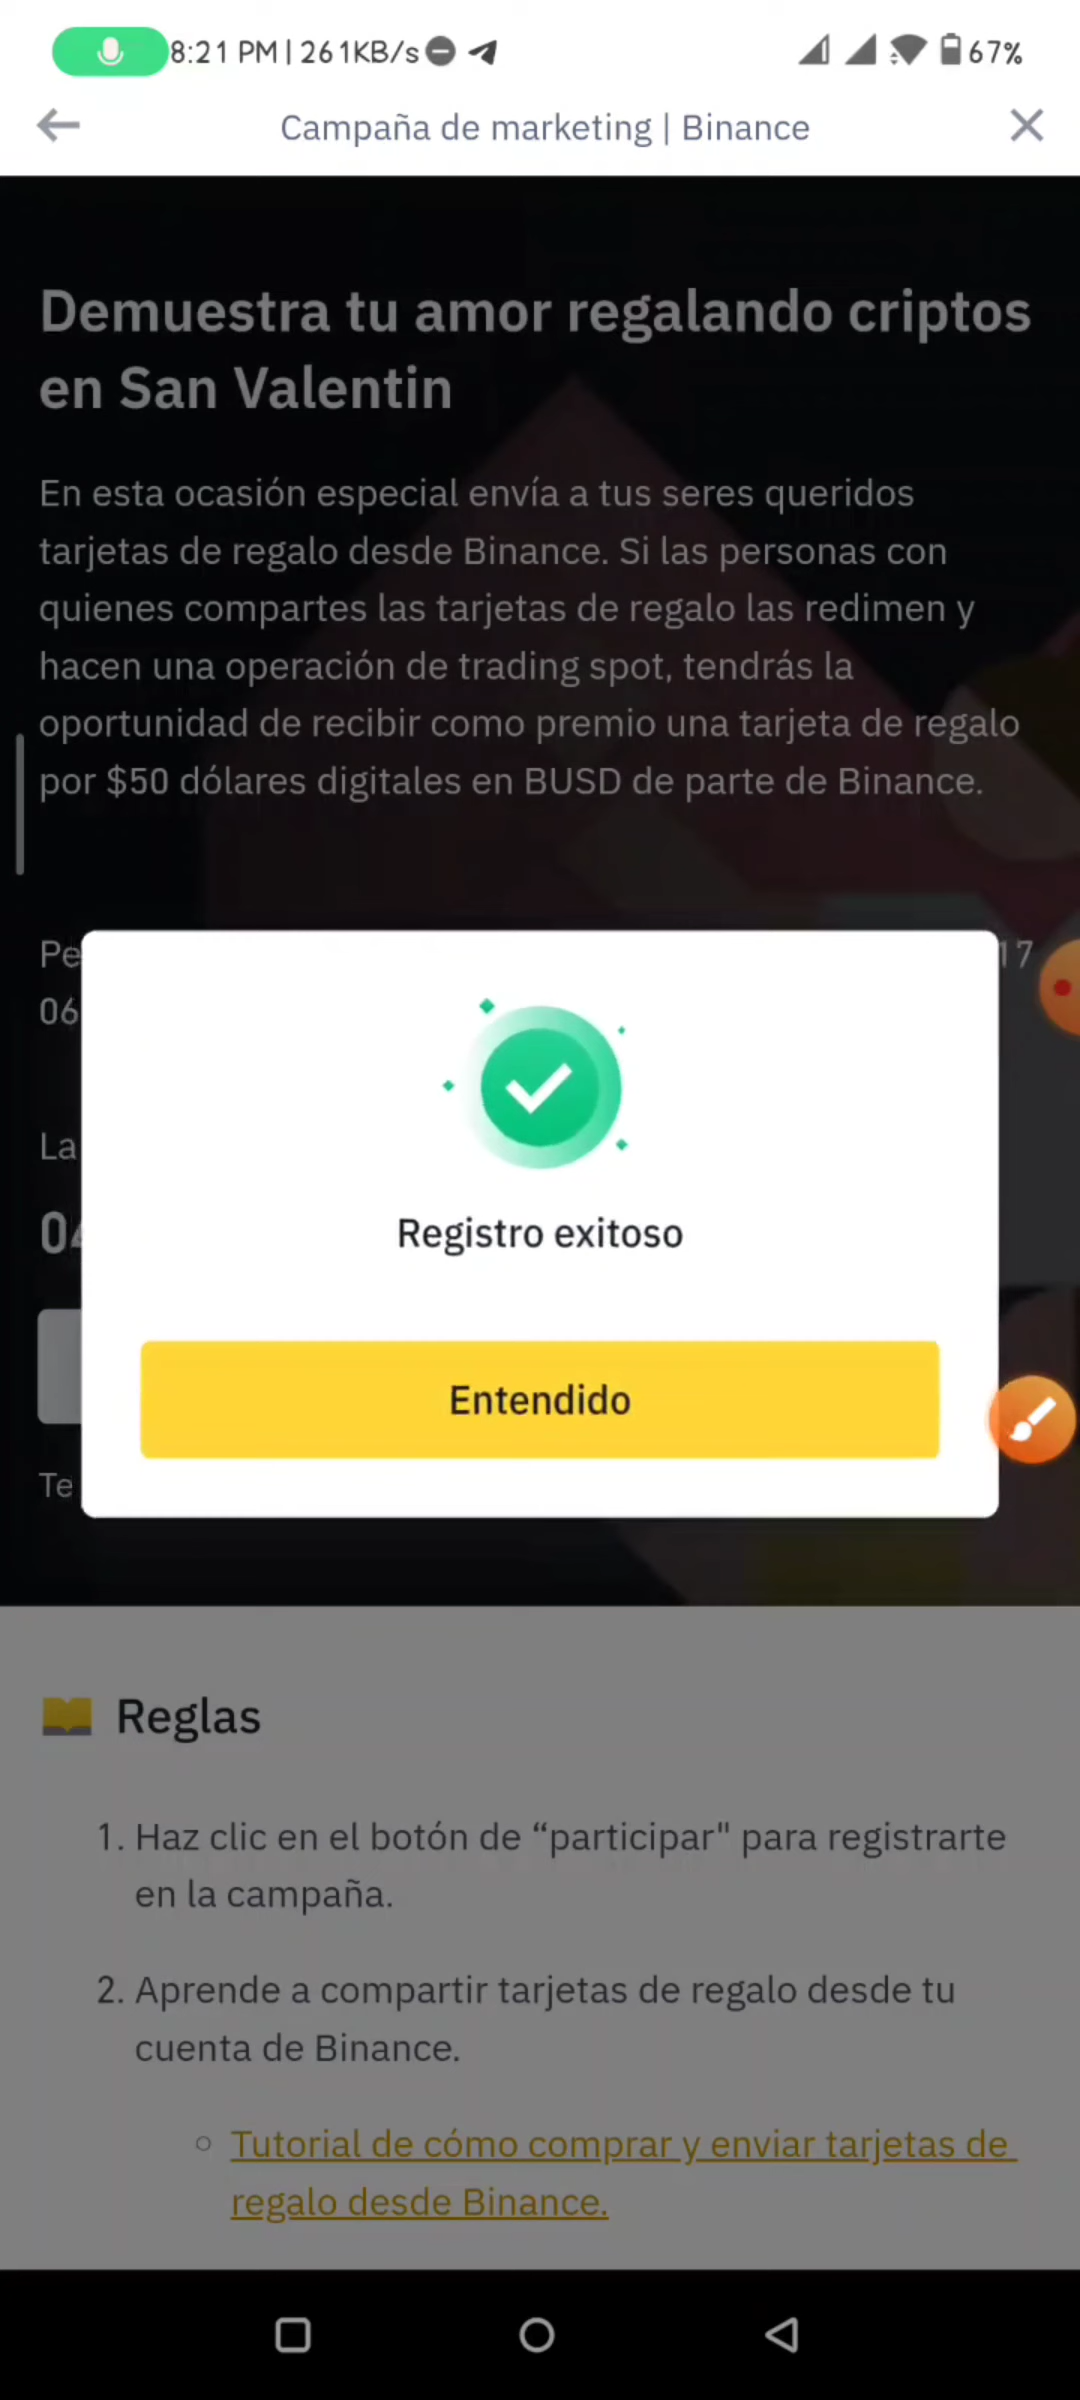 8:21 PM | 261KB/s
67%
Campaña de marketing | Binance
Demuestra tu amor regalando criptos
en San Valentin
En esta ocasión especial envía a tus seres queridos
tarjetas de regalo desde Binance. Si las personas con
quienes compartes las tarjetas de regalo las redimen y
hacen una operación de trading spot, tendrás la
oportunidad de recibir como premio una tarjeta de regalo
por $50 dólares digitales en BUSD de parte de Binance.
Pe
17
06
La
Registro exitoso
Entendido
Te
Reglas
1. Haz clic en el botón de “participar" para registrarte
en la campaña.
2. Aprende a compartir tarjetas de regalo desde tu
cuenta de Binance.
Tutorial de cómo comprar y enviar tarjetas de
regalo desde Binance.